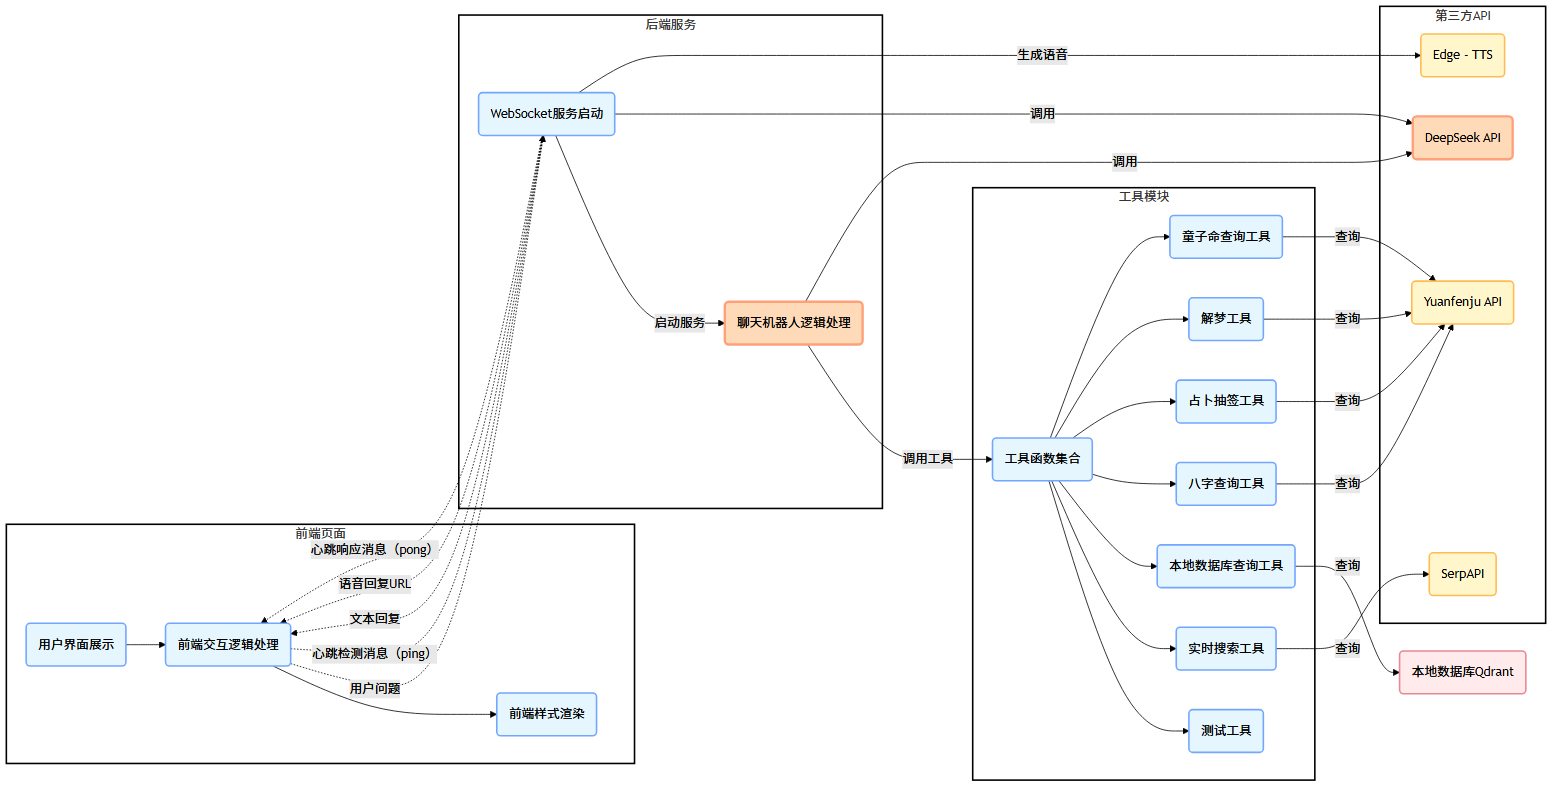 后端服务
WebSocket服务启动
启动服务
聊天机器人逻辑处理
生成语音
调用
调用
调用工具
第三方API
Edge - TTS
DeepSeek API
Yuanfenju API
SerpAPI
本地数据库Qdrant
工具模块
工具函数集合
童子命查询工具
查询
解梦工具
查询
占卜抽签工具
查询
八字查询工具
查询
本地数据库查询工具
查询
实时搜索工具
查询
测试工具
前端页面
心跳响应消息（pong）
语音回复URL
文本回复
心跳检测消息（ping）
用户问题
用户界面展示
前端交互逻辑处理
前端样式渲染